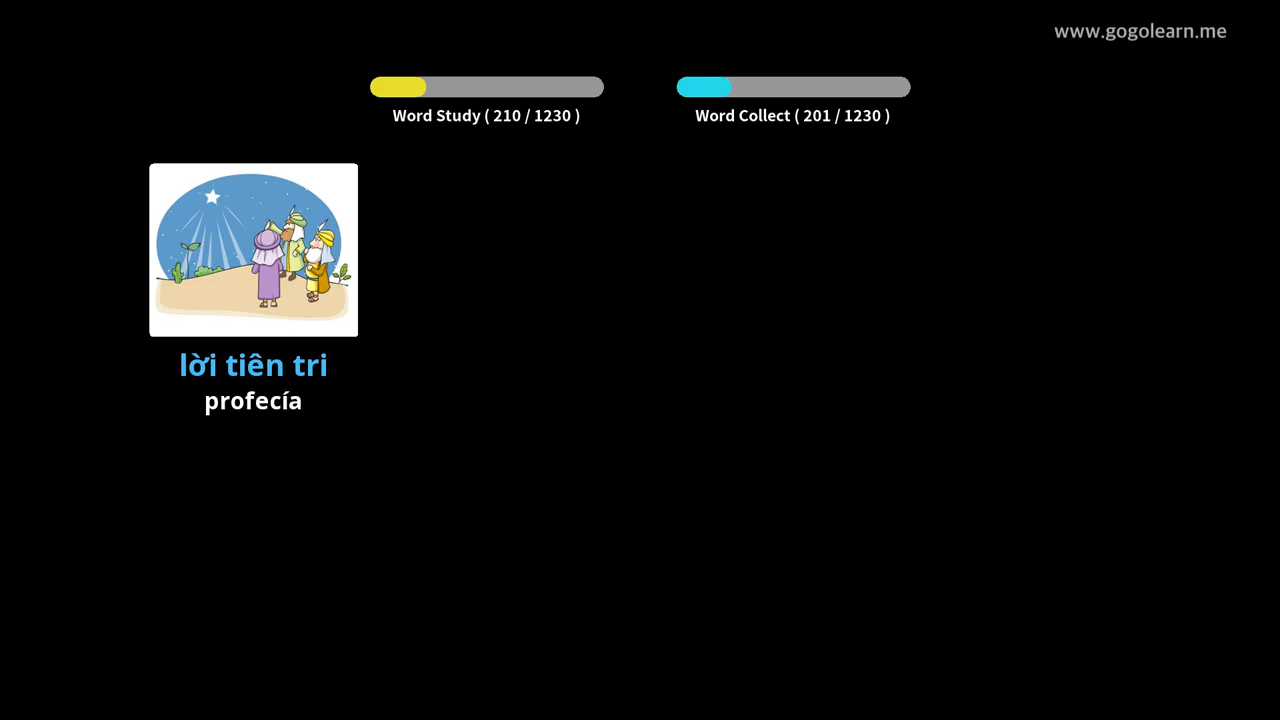 www.gogolearn.me
Word Study ( 210 / 1230 )
Word Collect ( 201 / 1230 )
lời tiên tri
profecía